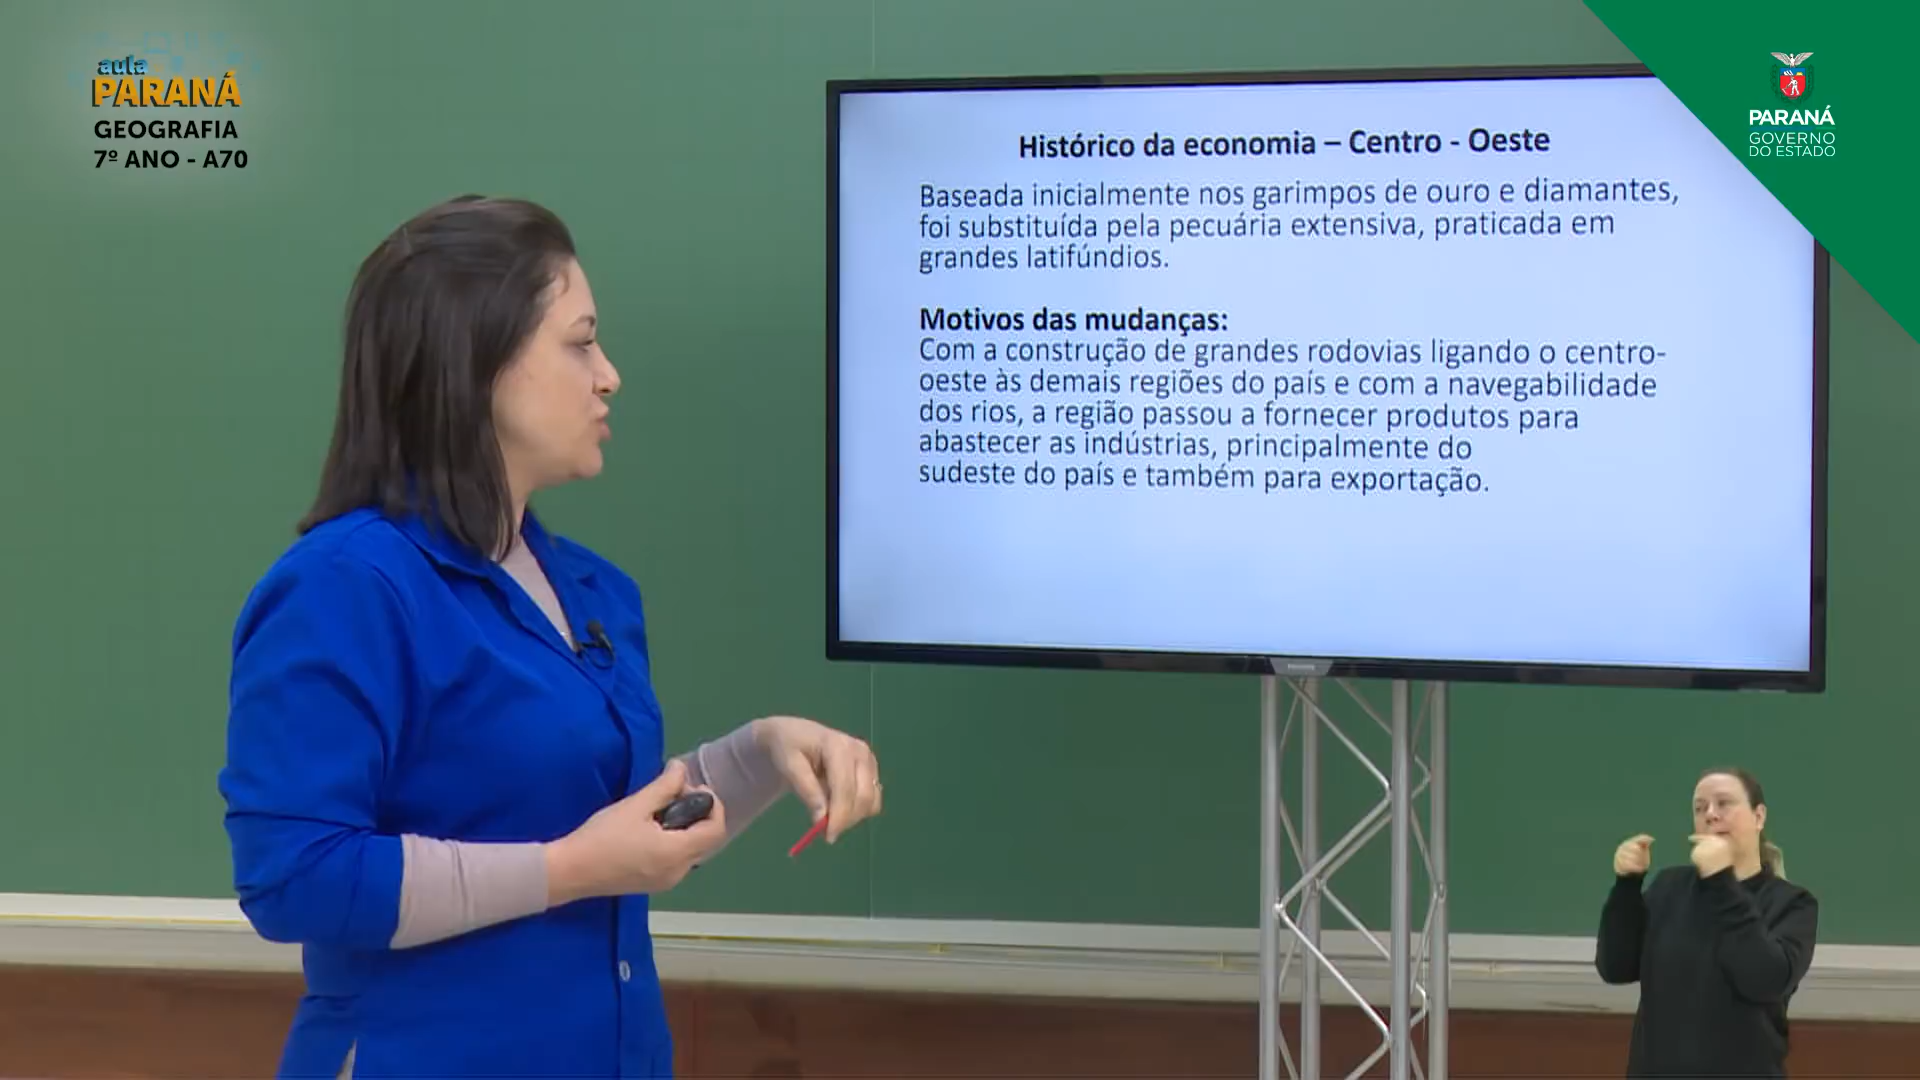 aula
PARANÁ
GEOGRAFIA
7º ANO - A70
PARANÁ
GOVERNO
DO ESTADO
Histórico da economia – Centro - Oeste
Baseada inicialmente nos garimpos de ouro e diamantes,
foi substituída pela pecuária extensiva, praticada em
grandes latifúndios.
Motivos das mudanças:
Com a construção de grandes rodovias ligando o centro-
oeste às demais regiões do país e com a navegabilidade
dos rios, a região passou a fornecer produtos para
abastecer as indústrias, principalmente do
sudeste do país e também para exportação.